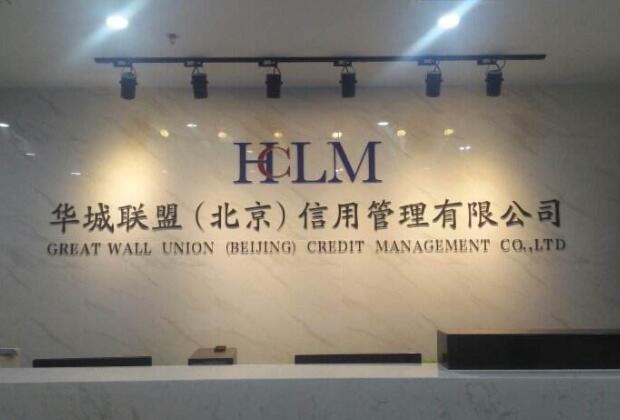 HCLM
华城联盟（北京）信用管理有限公司
GREAT WALL UNION (BEIJING) CREDIT MANAGEMENT CO.,LTD